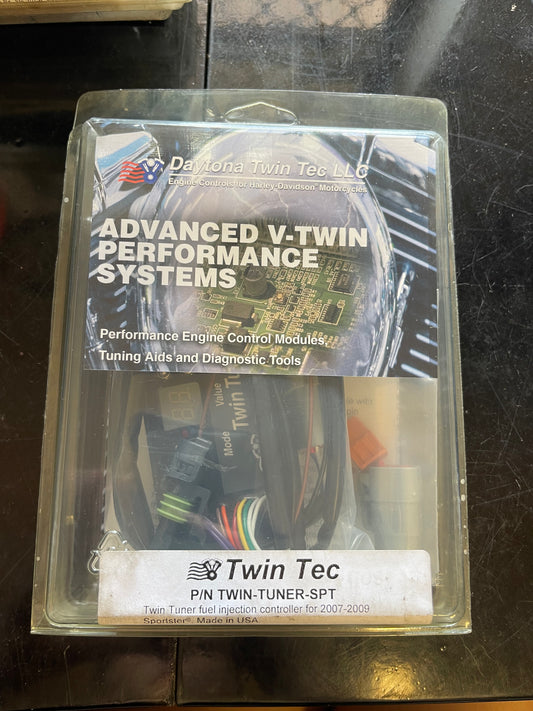 Daytona Twin Tec LLC
Engine Controls for Harley-Davidson® Motorcycles
ADVANCED V-TWIN
PERFORMANCE
SYSTEMS
Performance Engine Control Modules,
Tuning Aids and Diagnostic Tools
Mode
Value
Twin Tu
with
Twin Tec
P/N TWIN-TUNER-SPT
Twin Tuner fuel injection controller for 2007-2009
Sportster®. Made in USA